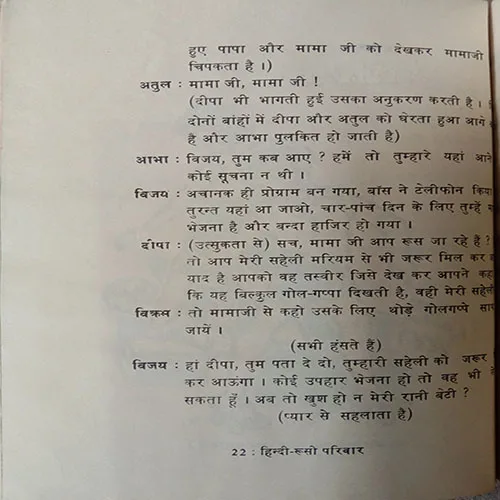 हुए पापा और मामा जी को देखकर मामाजी
चिपकता है।)
अतुल : मामा जी, मामा जी !
(दीपा भी भागती हुई उसका अनुकरण करती है।
दोनों बांहों में दीपा और अतुल को घेरता हुआ आगे
है और आभा पुलकित हो जाती है)
आभा : विजय, तुम कब आए ? हमें तो तुम्हारे यहां आने
कोई सूचना न थी।
बिजय : अचानक ही प्रोग्राम बन गया, बॉस ने टेलीफोन किया
तुरन्त यहां आ जाओ, चार-पांच दिन के लिए तुम्हें
भेजना है और बन्दा हाजिर हो गया।
दीपा : (उत्सुकता से) सच, मामा जी आप रूस जा रहे हैं ?
तो आप मेरी सहेली मरियम से भी जरूर मिल कर
याद है आपको वह तस्वीर जिसे देख कर आपने
कि यह बिल्कुल गोल-गप्पा दिखती है, वही मेरी सहेली
विक्रम : तो मामाजी से कहो उसके लिए थोड़े गोलगप्पे
जायें।
(सभी हंसते हैं)
बिजय : हां दीपा, तुम पता दे दो, तुम्हारी सहेली को जरूर
कर आऊंगा। कोई उपहार भेजना हो तो वह भी
सकता हूँ। अब तो खुश हो न मेरी रानी बेटी ?
(प्यार से सहलाता है)
22 : हिन्दी-रूसी परिवार